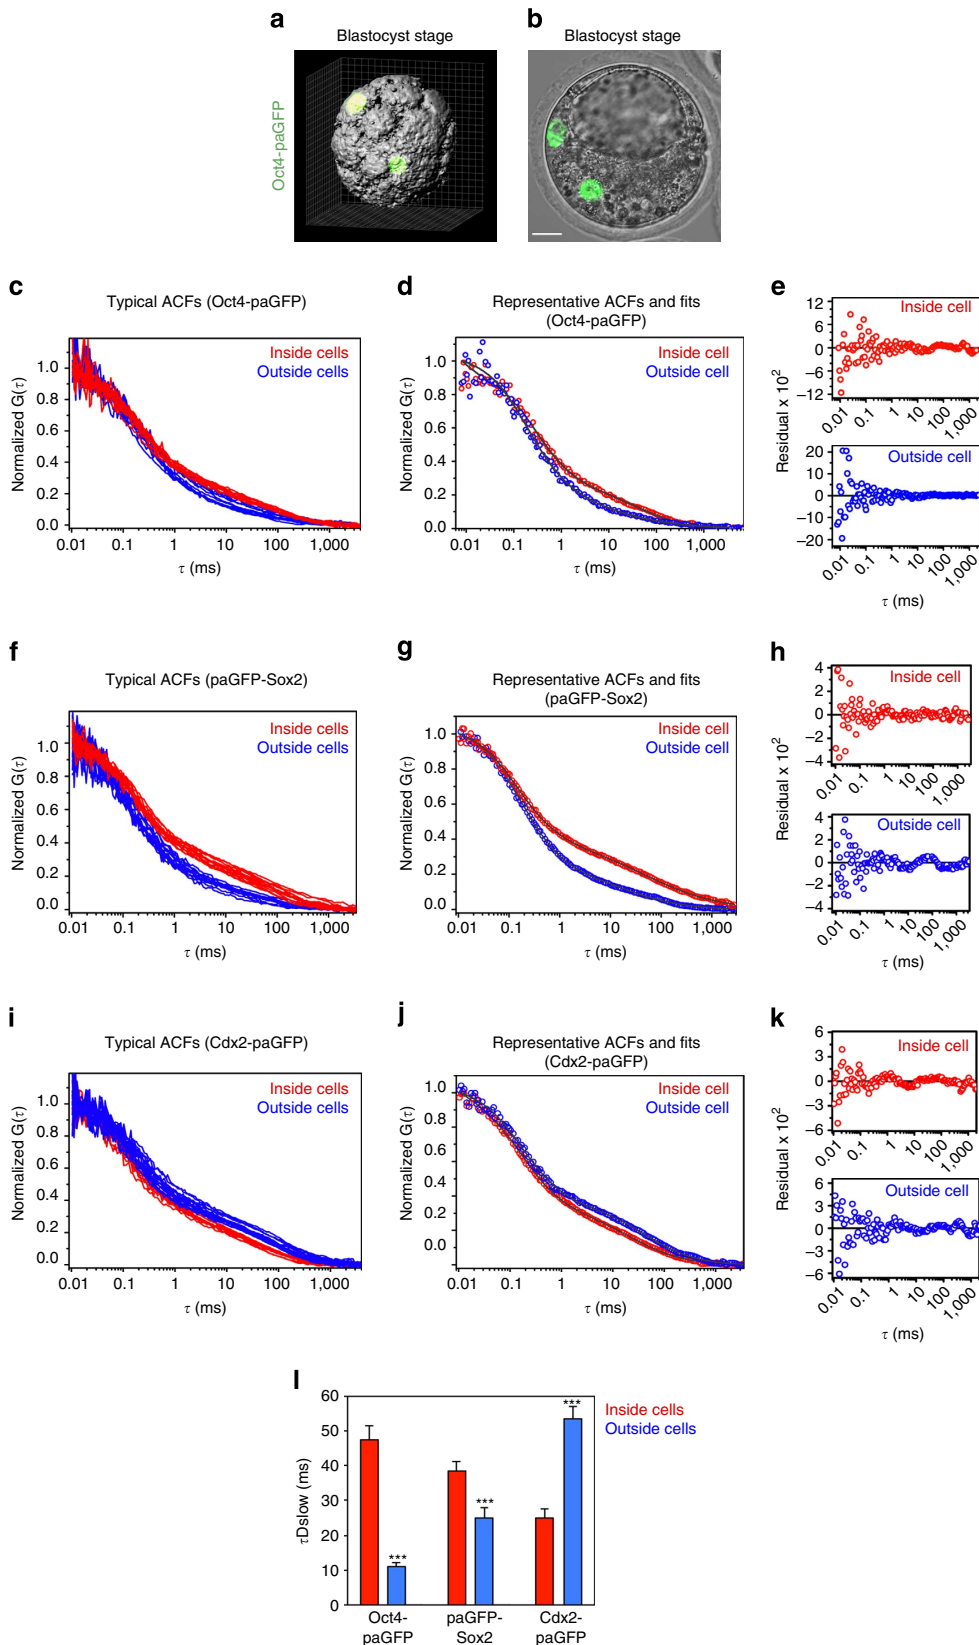 a
Blastocyst stage
b
Blastocyst stage
Oct4-paGFP
c
Typical ACFs (Oct4-paGFP)
Inside cells
Outside cells
Normalized G(τ)
1.0
0.8
0.6
0.4
0.2
0.0
0.01 0.1 1 10 100 1,000
τ (ms)
d
Representative ACFs and fits
(Oct4-paGFP)
Inside cell
Outside cell
Normalized G(τ)
1.0
0.8
0.6
0.4
0.2
0.0
0.01 0.1 1 10 100 1,000
τ (ms)
e
Inside cell
12
6
0
−6
−12
0.01 0.1 1 10 100 1,000
Residual x 10²
Outside cell
20
10
0
−10
−20
0.01 0.1 1 10 100 1,000
τ (ms)
f
Typical ACFs (paGFP-Sox2)
Inside cells
Outside cells
Normalized G(τ)
1.0
0.8
0.6
0.4
0.2
0.0
0.01 0.1 1 10 100 1,000
τ (ms)
g
Representative ACFs and fits
(paGFP-Sox2)
Inside cell
Outside cell
Normalized G(τ)
1.0
0.8
0.6
0.4
0.2
0.0
0.01 0.1 1 10 100 1,000
τ (ms)
h
Inside cell
4
2
0
−2
−4
0.01 0.1 1 10 100 1,000
Residual x 10²
Outside cell
4
2
0
−2
−4
0.01 0.1 1 10 100 1,000
τ (ms)
i
Typical ACFs (Cdx2-paGFP)
Inside cells
Outside cells
Normalized G(τ)
1.0
0.8
0.6
0.4
0.2
0.0
0.01 0.1 1 10 100 1,000
τ (ms)
j
Representative ACFs and fits
(Cdx2-paGFP)
Inside cell
Outside cell
Normalized G(τ)
1.0
0.8
0.6
0.4
0.2
0.0
0.01 0.1 1 10 100 1,000
τ (ms)
k
Inside cell
6
3
0
−3
−6
0.01 0.1 1 10 100 1,000
Residual x 10²
Outside cell
6
3
0
−3
−6
0.01 0.1 1 10 100 1,000
τ (ms)
l
Inside cells
Outside cells
τDslow (ms)
60
50
40
30
20
10
0
***
***
***
Oct4-
paGFP
paGFP-
Sox2
Cdx2-
paGFP